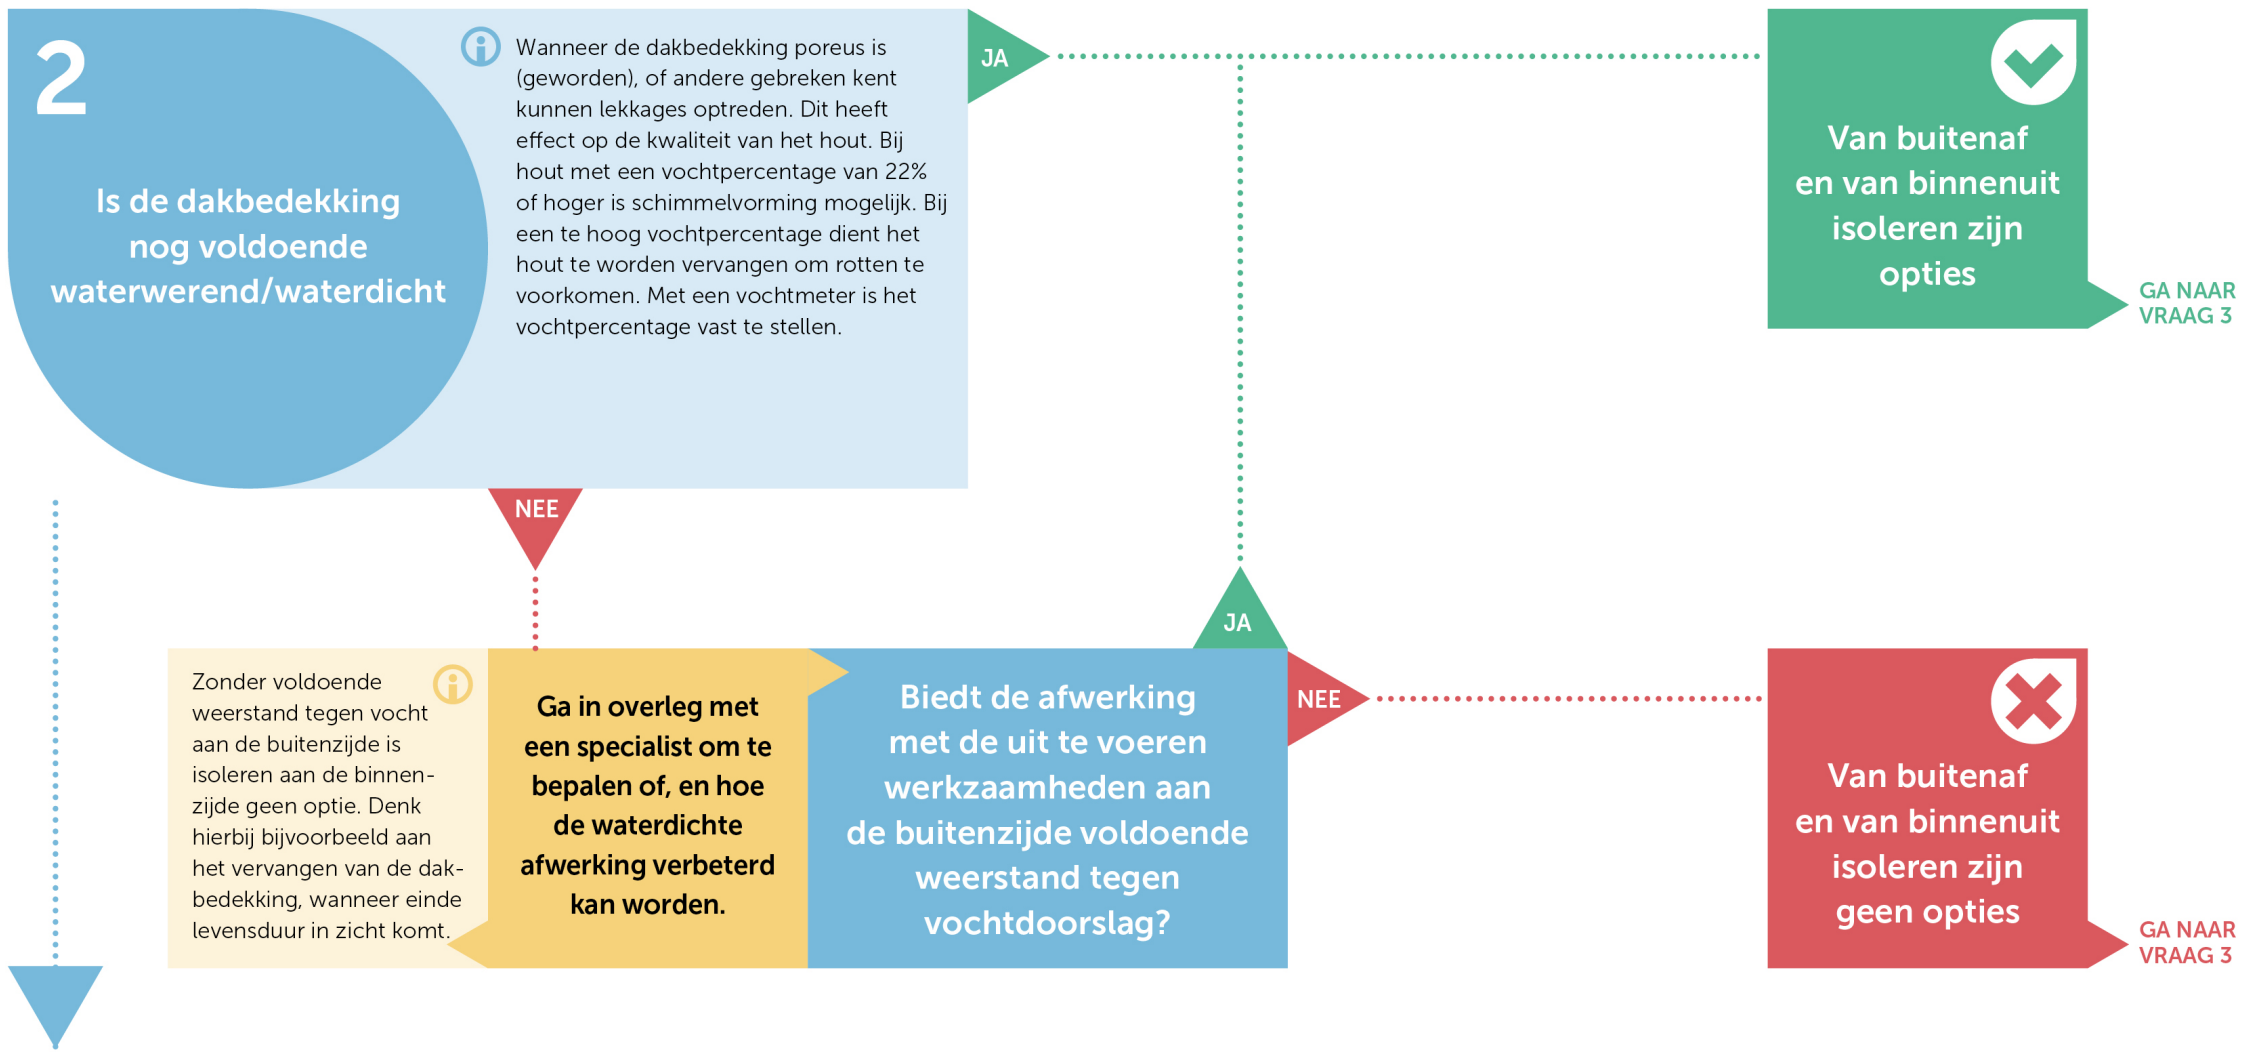 2
Is de dakbedekking
nog voldoende
waterwerend/waterdicht
Wanneer de dakbedekking poreus is
(geworden), of andere gebreken kent
kunnen lekkages optreden. Dit heeft
effect op de kwaliteit van het hout. Bij
hout met een vochtpercentage van 22%
of hoger is schimmelvorming mogelijk. Bij
een te hoog vochtpercentage dient het
hout te worden vervangen om rotten te
voorkomen. Met een vochtmeter is het
vochtpercentage vast te stellen.
JA
Van buitenaf
en van binnenuit
isoleren zijn
opties
GA NAAR
VRAAG 3
NEE
Zonder voldoende
weerstand tegen vocht
aan de buitenzijde is
isoleren aan de binnen-
zijde geen optie. Denk
hierbij bijvoorbeeld aan
het vervangen van de dak-
bedekking, wanneer einde
levensduur in zicht komt.
Ga in overleg met
een specialist om te
bepalen of, en hoe
de waterdichte
afwerking verbeterd
kan worden.
JA
Biedt de afwerking
met de uit te voeren
werkzaamheden aan
de buitenzijde voldoende
weerstand tegen
vochtdoorslag?
NEE
Van buitenaf
en van binnenuit
isoleren zijn
geen opties
GA NAAR
VRAAG 3